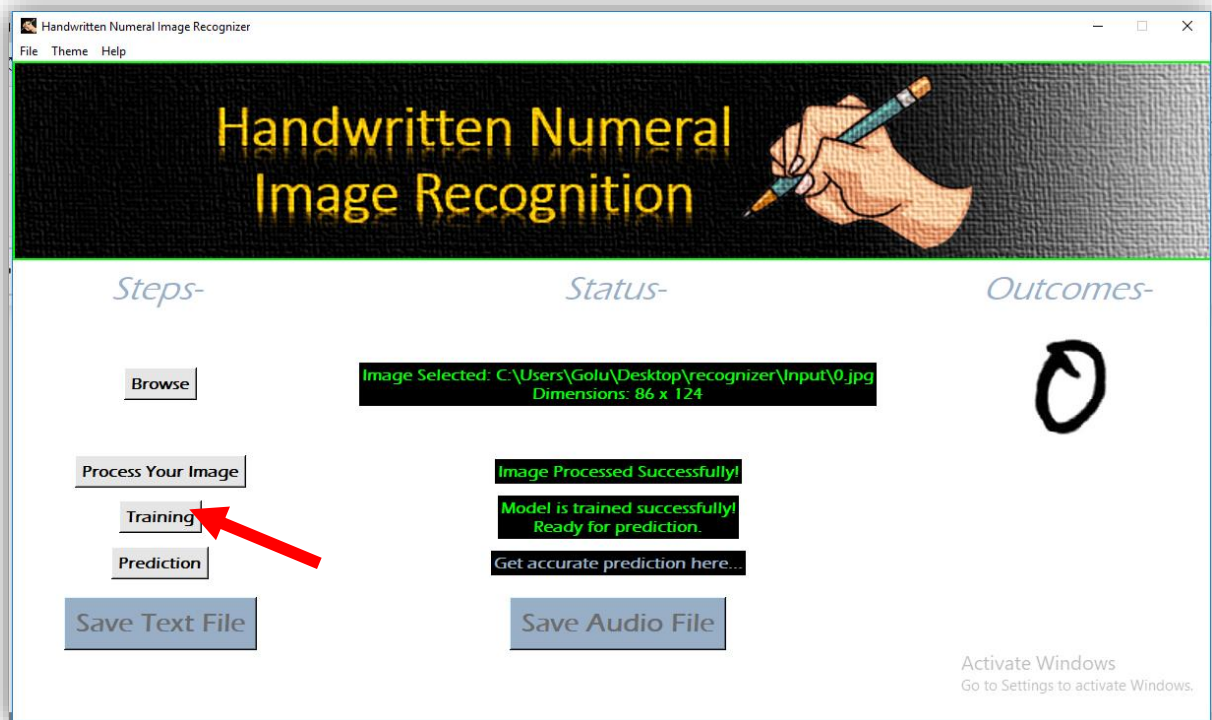 Handwritten Numeral Image Recognizer
File Theme Help
Handwritten Numeral
Image Recognition
Steps-
Status-
Outcomes-
Browse
Image Selected: C:\Users\Golu\Desktop\recognizer\Input\0.jpg
Dimensions: 86 x 124
0
Process Your Image
Image Processed Successfully!
Training
Model is trained successfully!
Ready for prediction.
Prediction
Get accurate prediction here...
Save Text File
Save Audio File
Activate Windows
Go to Settings to activate Windows.